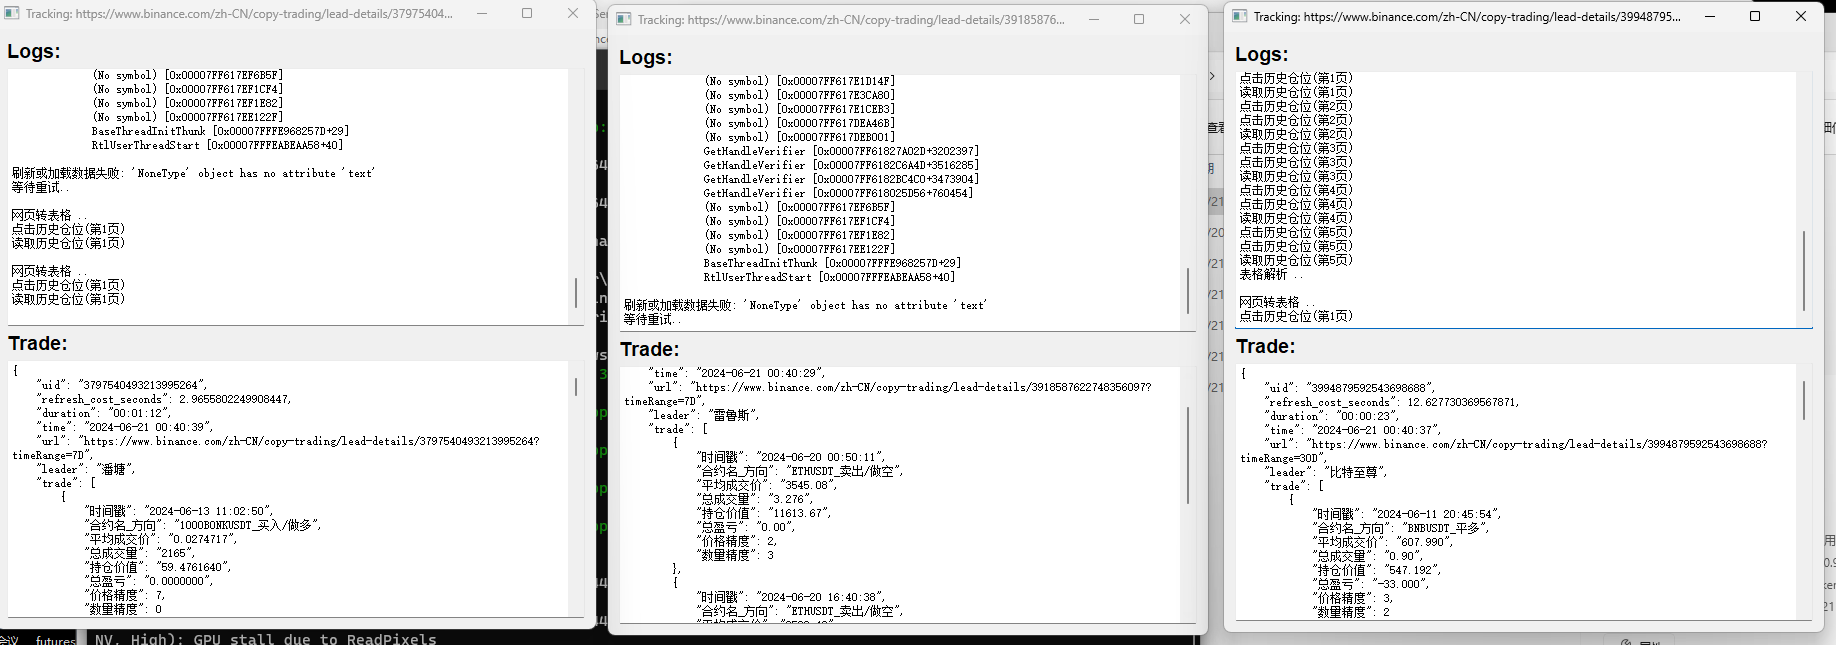 Tracking: https://www.binance.com/zh-CN/copy-trading/lead-details/37975404...
Logs:
(No symbol) [0x00007FF617EF6B5F]
(No symbol) [0x00007FF617EF1CF4]
(No symbol) [0x00007FF617EF1E82]
(No symbol) [0x00007FF617EE122F]
BaseThreadInitThunk [0x00007FFFE968257D+29]
RtlUserThreadStart [0x00007FFFEABEAA58+40]
刷新或加载数据失败: 'NoneType' object has no attribute 'text'
等待重试..
网页转表格 ..
点击历史仓位(第1页)
读取历史仓位(第1页)
网页转表格 ..
点击历史仓位(第1页)
读取历史仓位(第1页)
Trade:
{
"uid": "3797540493213995264",
"refresh_cost_seconds": 2.9655802249908447,
"duration": "00:01:12",
"time": "2024-06-21 00:40:39",
"url": "https://www.binance.com/zh-CN/copy-trading/lead-details/3797540493213995264?
timeRange=7D",
"leader": "潘塘",
"trade": [
{
"时间戳": "2024-06-13 11:02:50",
"合约名_方向": "1000BONKUSDT_买入/做多",
"平均成交价": "0.0274717",
"总成交量": "2165",
"持仓价值": "59.4761640",
"总盈亏": "0.0000000",
"价格精度": 7,
"数量精度": 0
Tracking: https://www.binance.com/zh-CN/copy-trading/lead-details/39185876...
Logs:
(No symbol) [0x00007FF617E1D14F]
(No symbol) [0x00007FF617E3CA80]
(No symbol) [0x00007FF617E1CEB3]
(No symbol) [0x00007FF617DEA46B]
(No symbol) [0x00007FF617DEB001]
GetHandleVerifier [0x00007FF61827A02D+3202397]
GetHandleVerifier [0x00007FF6182C6A4D+3516285]
GetHandleVerifier [0x00007FF6182BC4C0+3473904]
GetHandleVerifier [0x00007FF618025D56+760454]
(No symbol) [0x00007FF617EF6B5F]
(No symbol) [0x00007FF617EF1CF4]
(No symbol) [0x00007FF617EF1E82]
(No symbol) [0x00007FF617EE122F]
BaseThreadInitThunk [0x00007FFFE968257D+29]
RtlUserThreadStart [0x00007FFFEABEAA58+40]
刷新或加载数据失败: 'NoneType' object has no attribute 'text'
等待重试..
Trade:
"time": "2024-06-21 00:40:29",
"url": "https://www.binance.com/zh-CN/copy-trading/lead-details/3918587622748356097?
timeRange=7D",
"leader": "雷鲁斯",
"trade": [
{
"时间戳": "2024-06-20 00:50:11",
"合约名_方向": "ETHUSDT_卖出/做空",
"平均成交价": "3545.08",
"总成交量": "3.276",
"持仓价值": "11613.67",
"总盈亏": "0.00",
"价格精度": 2,
"数量精度": 3
},
{
"时间戳": "2024-06-20 16:40:38",
"合约名_方向": "ETHUSDT_卖出/做空",
Tracking: https://www.binance.com/zh-CN/copy-trading/lead-details/39948795...
Logs:
点击历史仓位(第1页)
读取历史仓位(第1页)
点击历史仓位(第2页)
点击历史仓位(第2页)
读取历史仓位(第2页)
点击历史仓位(第3页)
点击历史仓位(第3页)
读取历史仓位(第3页)
点击历史仓位(第4页)
点击历史仓位(第4页)
读取历史仓位(第4页)
点击历史仓位(第5页)
点击历史仓位(第5页)
读取历史仓位(第5页)
表格解析 ..
网页转表格 ..
点击历史仓位(第1页)
Trade:
{
"uid": "3994879592543698688",
"refresh_cost_seconds": 12.627730369567871,
"duration": "00:00:23",
"time": "2024-06-21 00:40:37",
"url": "https://www.binance.com/zh-CN/copy-trading/lead-details/3994879592543698688?
timeRange=30D",
"leader": "比特至尊",
"trade": [
{
"时间戳": "2024-06-11 20:45:54",
"合约名_方向": "BNBUSDT_平多",
"平均成交价": "607.990",
"总成交量": "0.90",
"持仓价值": "547.192",
"总盈亏": "-33.000",
"价格精度": 3,
"数量精度": 2
futures
NV, High): GPU stall due to ReadPixels